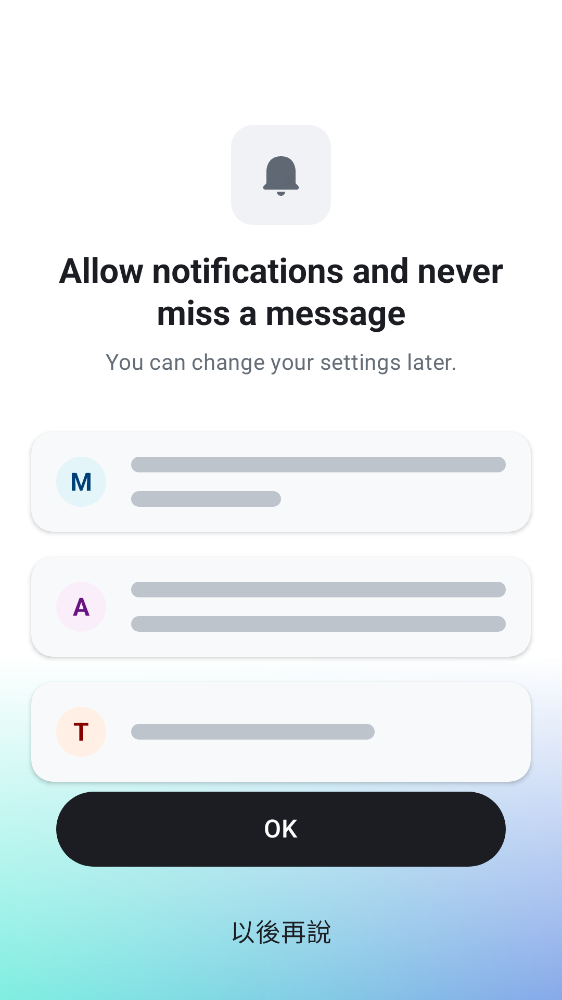 Allow notifications and never
miss a message
You can change your settings later.
M
A
T
OK
以後再說